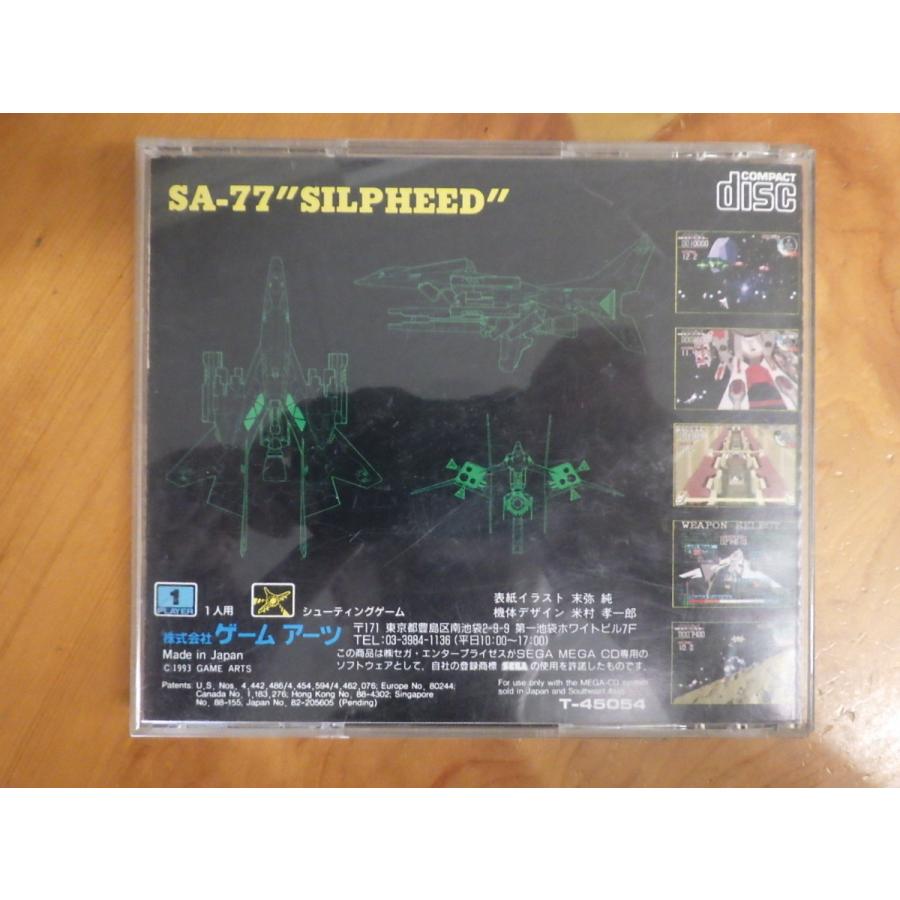 SA-77"SILPHEED"
COMPACT
disc
WEAPON SELECT
1
PLAYER
1人用
シューティングゲーム
表紙イラスト 末弥 純
機体デザイン 米村 孝一郎
株式会社 ゲーム アーツ
〒171 東京都豊島区南池袋2-9-9 第一池袋ホワイトビル7F
TEL:03-3984-1136 (平日10:00~17:00)
Made in Japan
©1993 GAME ARTS
この商品は㈱セガ・エンタープライゼスがSEGA MEGA CD専用の
ソフトウェアとして、自社の登録商標 SEGA の使用を許諾したものです。
Patents: U.S. Nos. 4,442,486/4,454,594/4,462,076; Europe No. 80244;
Canada No. 1,183,276; Hong Kong No. 88-4302; Singapore
No. 88-155, Japan No. 82-205605 (Pending)
For use only with the MEGA-CD system
sold in Japan and Southeast Asia.
T-45054